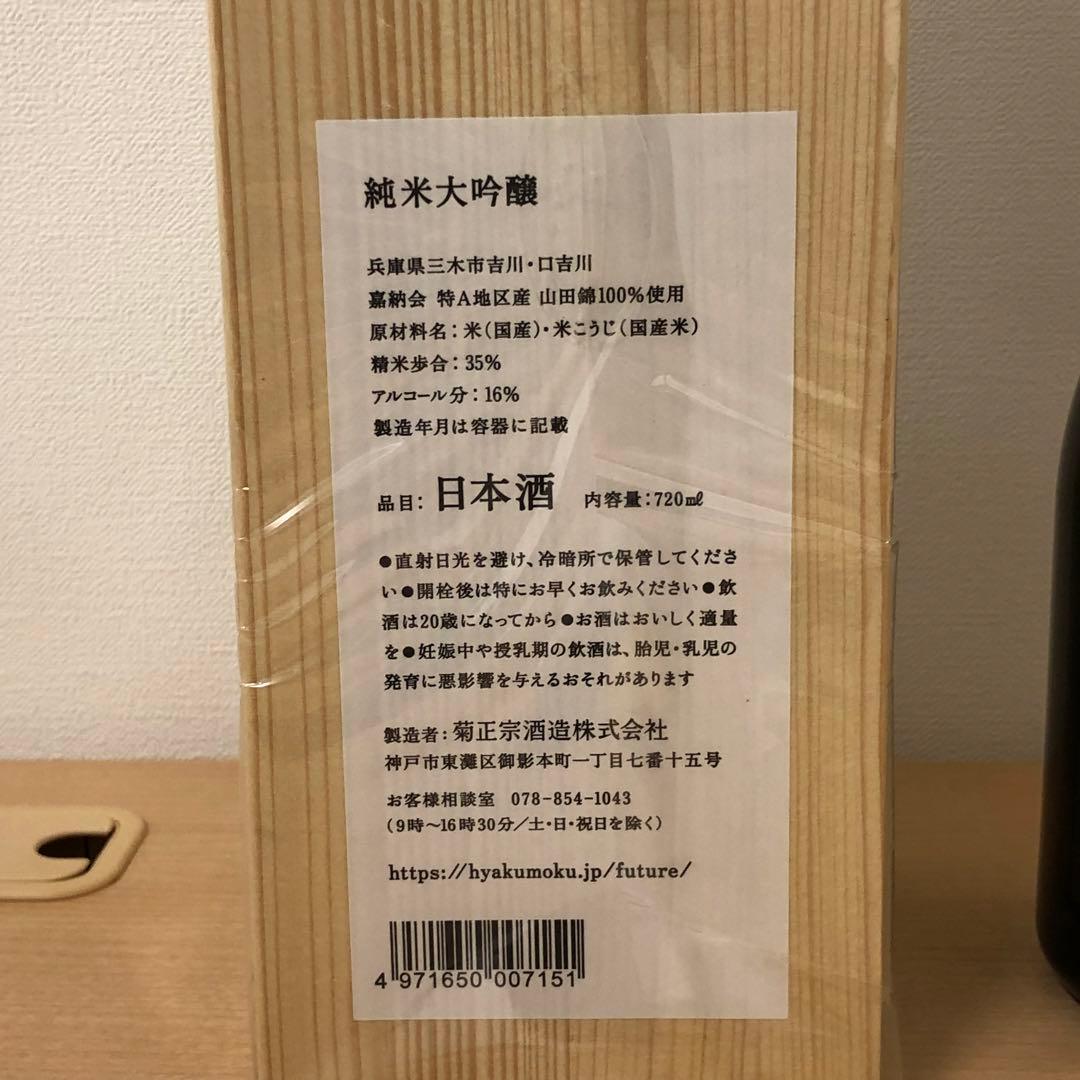 純米大吟醸
兵庫県三木市吉川・口吉川
嘉納会 特A地区産 山田錦100%使用
原材料名：米（国産）・米こうじ（国産米）
精米歩合：35%
アルコール分：16%
製造年月は容器に記載
品目：日本酒 内容量：720㎖
●直射日光を避け、冷暗所で保管してくださ
い●開栓後は特にお早くお飲みください●飲
酒は20歳になってから●お酒はおいしく適量
を●妊娠中や授乳期の飲酒は、胎児・乳児の
発育に悪影響を与えるおそれがあります
製造者：菊正宗酒造株式会社
神戸市東灘区御影本町一丁目七番十五号
お客様相談室 078-854-1043
（9時～16時30分／土・日・祝日を除く）
https://hyakumoku.jp/future/
4 971650 007151